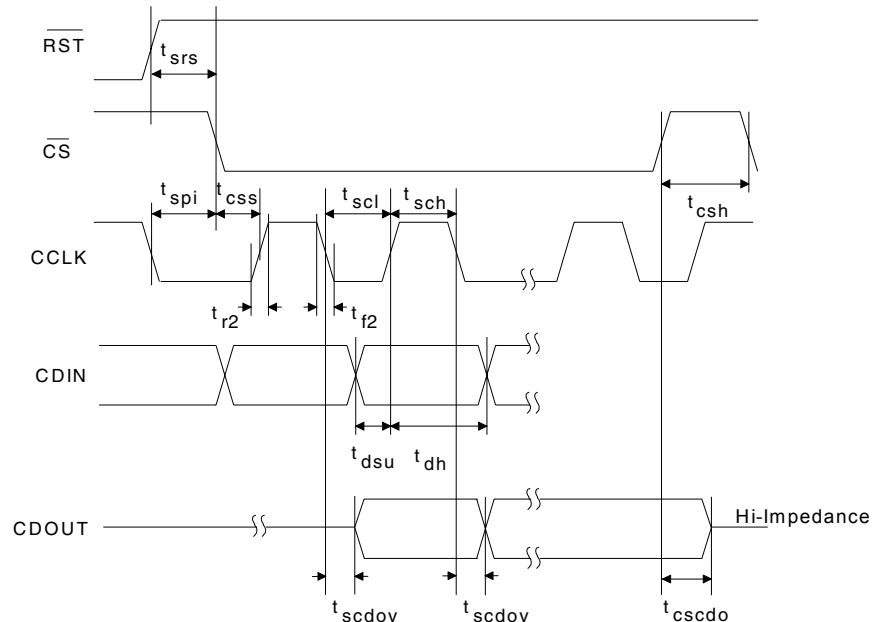 RST
t srs
CS
t spi
t css
t scl
t sch
t csh
CCLK
t r2
t f2
CDIN
t dsu
t dh
CDOUT
Hi-Impedance
t scdov
t scdov
t cscdo